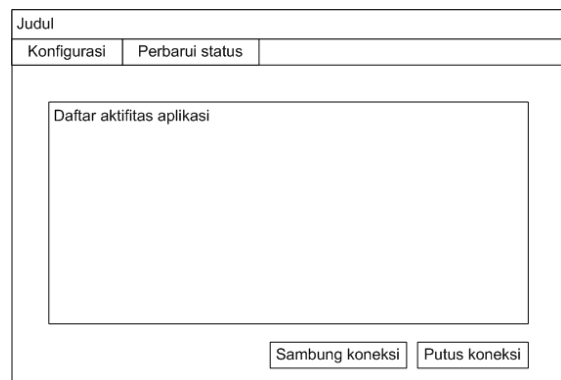 Judul
Konfigurasi Perbarui status
Daftar aktifitas aplikasi
Sambung koneksi Putus koneksi